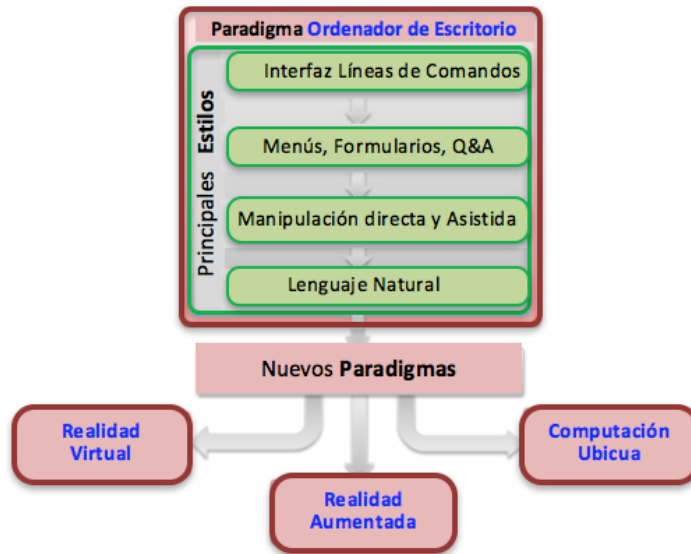 Paradigma Ordenador de Escritorio
Principales Estilos
Interfaz Líneas de Comandos
Menús, Formularios, Q&A
Manipulación directa y Asistida
Lenguaje Natural
Nuevos Paradigmas
Realidad
Virtual
Realidad
Aumentada
Computación
Ubicua